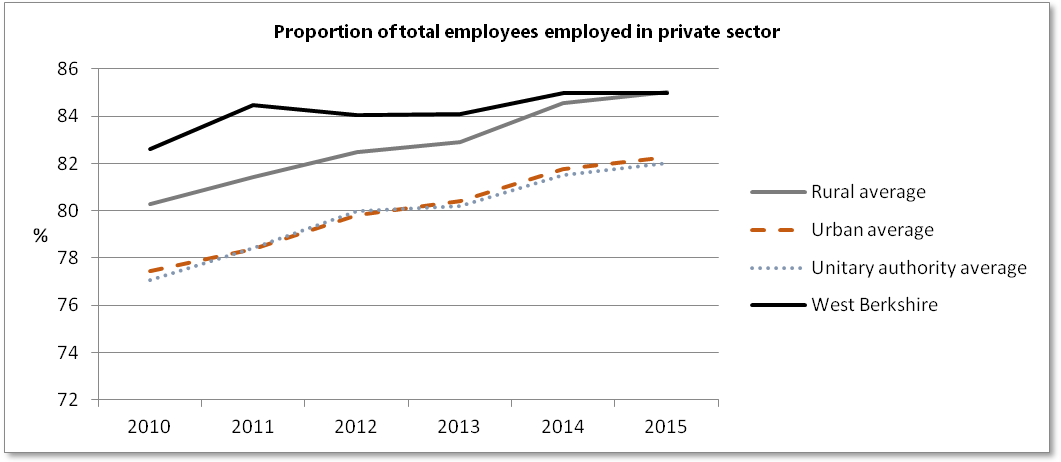 Proportion of total employees employed in private sector
86
84
82
80
78
76
74
72
%
2010 2011 2012 2013 2014 2015
Rural average
Urban average
Unitary authority average
West Berkshire